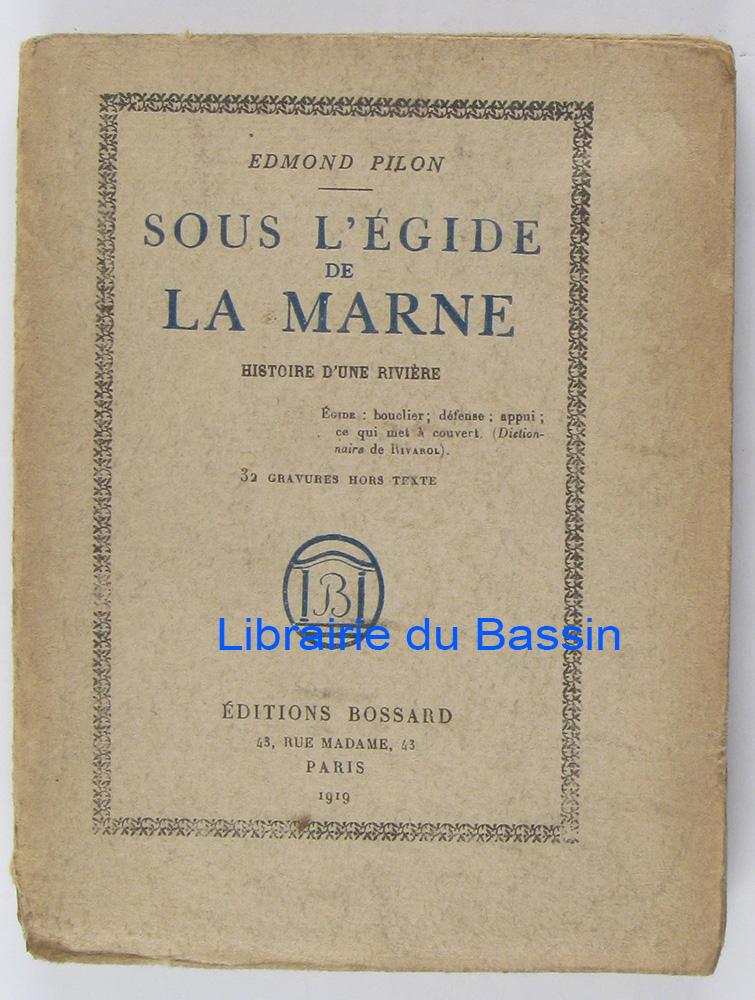 EDMOND PILON
SOUS L'ÉGIDE
DE
LA MARNE
HISTOIRE D'UNE RIVIÈRE
ÉGIDE : bouclier; défense; appui;
ce qui met à couvert. (Diction-
naire de RIVAROL).
32 GRAVURES HORS TEXTE
B
Librairie du Bassin
ÉDITIONS BOSSARD
43, RUE MADAME, 43
PARIS
1919